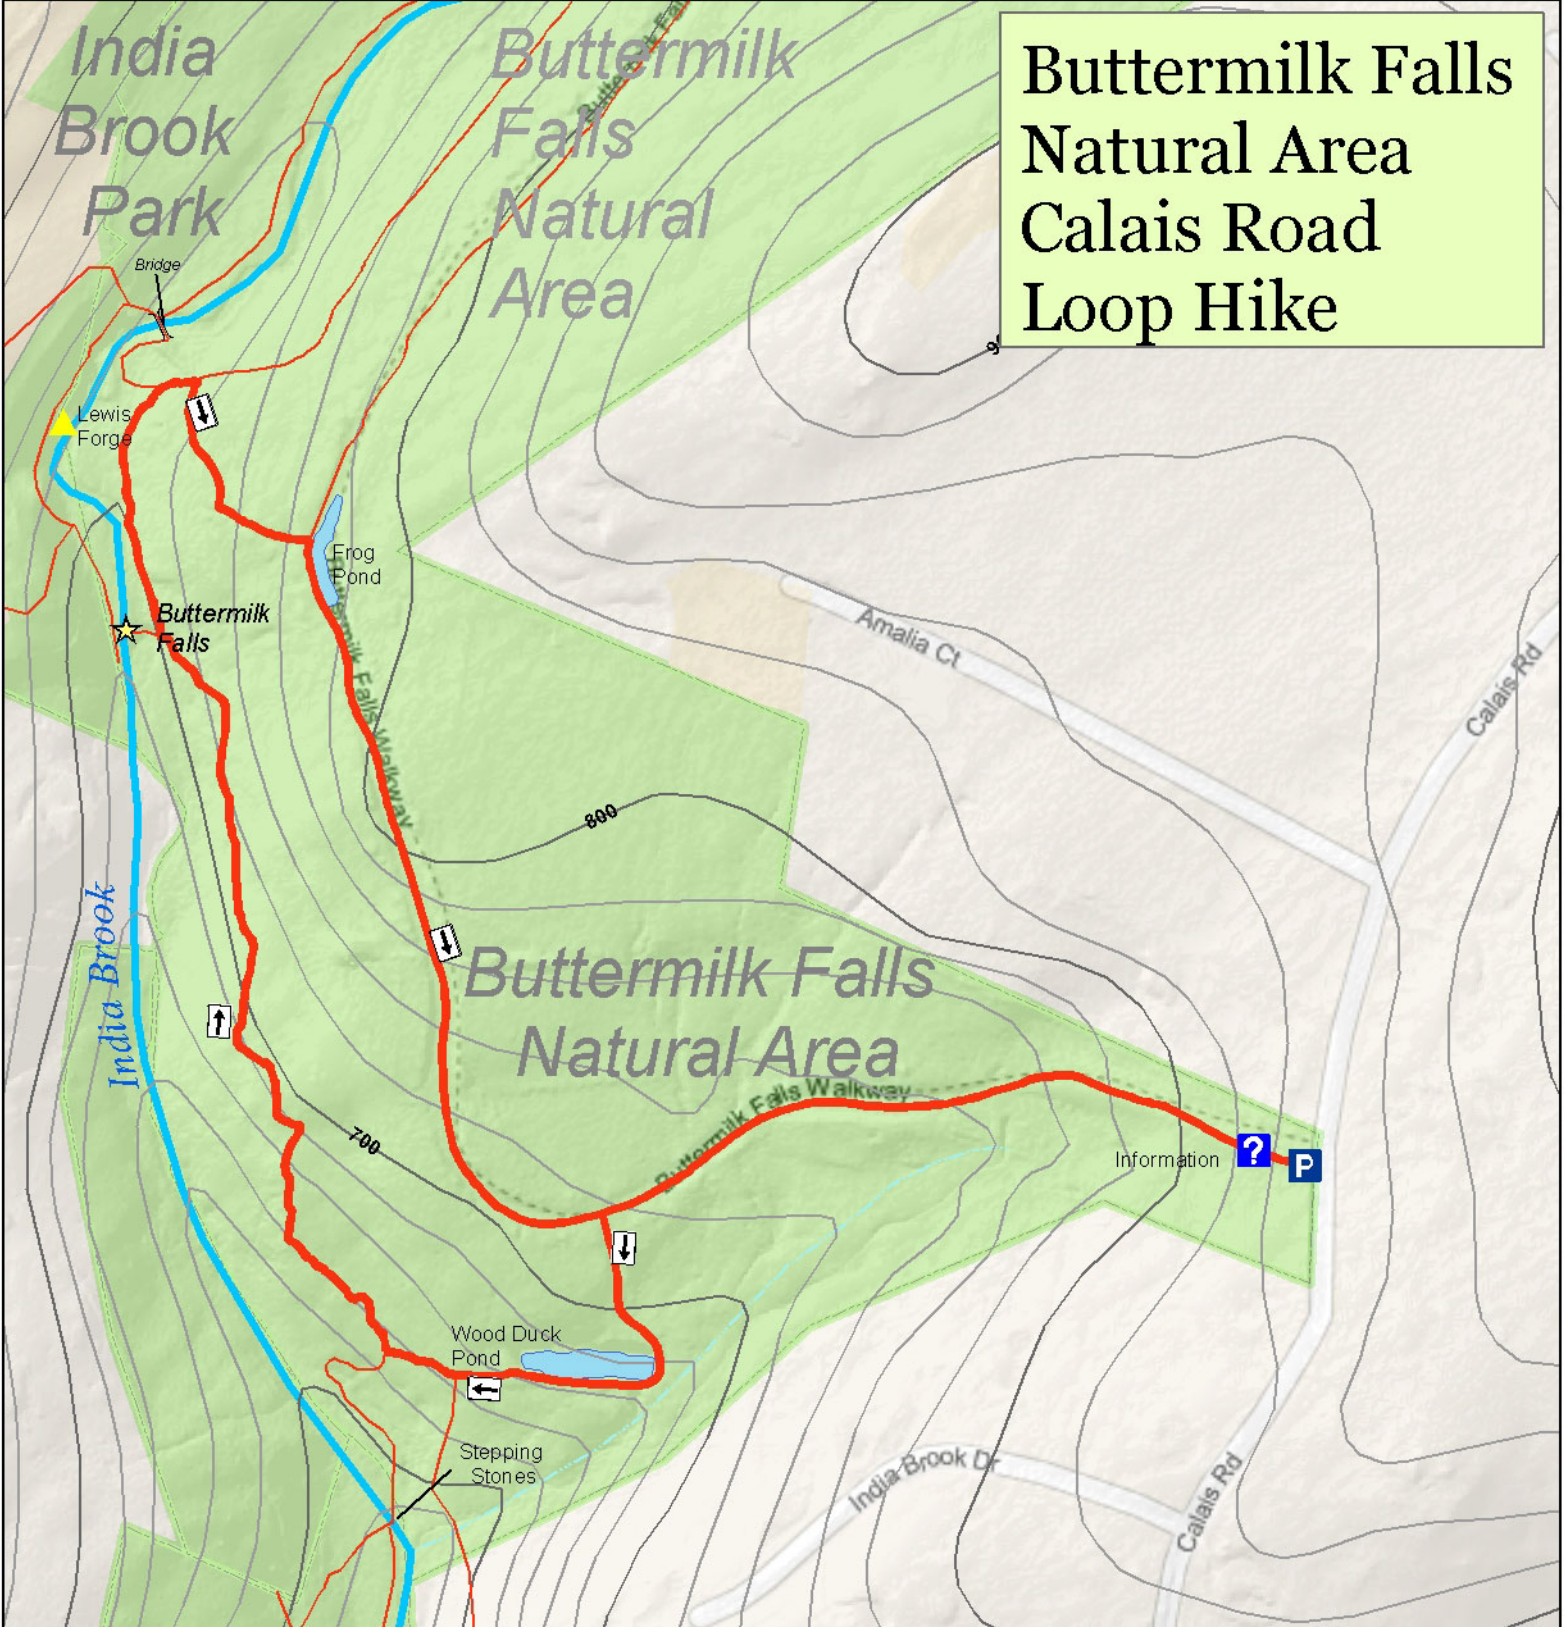 Buttermilk Falls
Natural Area
Calais Road
Loop Hike
India
Brook
Park
Buttermilk
Falls
Natural
Area
Bridge
Lewis
Forge
Frog
Pond
Buttermilk
Falls
Buttermilk Falls Walkway
Amalia Ct
Calais Rd
800
India Brook
Buttermilk Falls
Natural Area
Buttermilk Falls Walkway
700
Information
?
P
Wood Duck
Pond
Stepping
Stones
India Brook Dr
Calais Rd